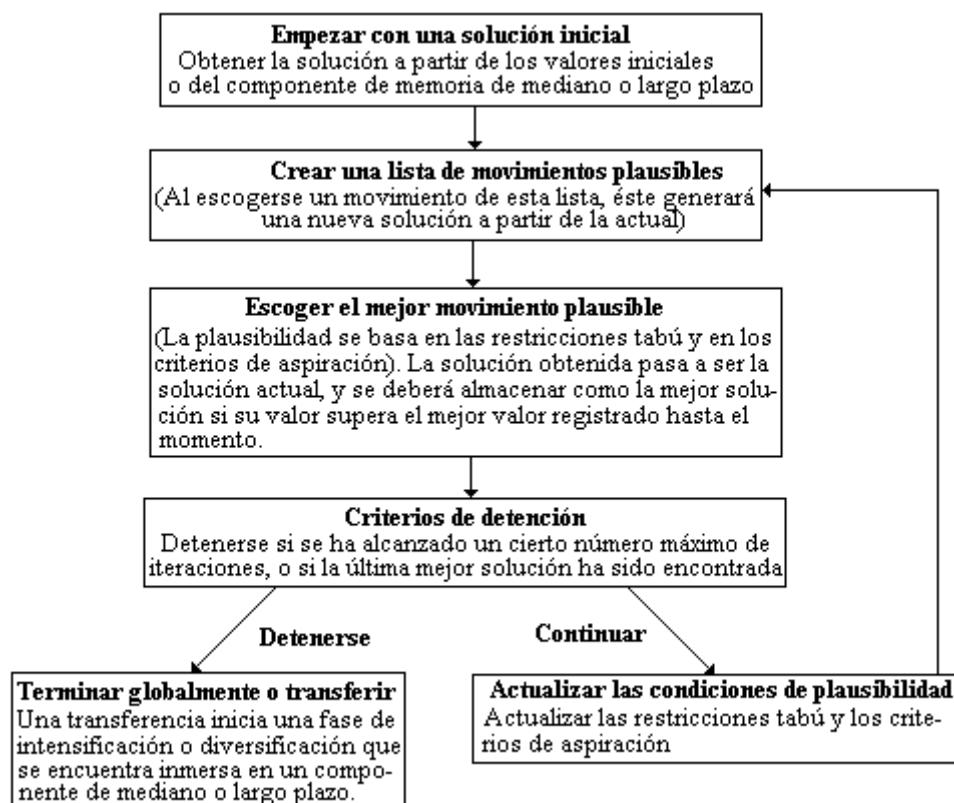 Empezar con una solución inicial
Obtener la solución a partir de los valores iniciales
o del componente de memoria de mediano o largo plazo
Crear una lista de movimientos plausibles
(Al escogerse un movimiento de esta lista, éste generará
una nueva solución a partir de la actual)
Escoger el mejor movimiento plausible
(La plausibilidad se basa en las restricciones tabú y en los
criterios de aspiración). La solución obtenida pasa a ser la
solución actual, y se deberá almacenar como la mejor solu-
ción si su valor supera el mejor valor registrado hasta el
momento.
Criterios de detención
Detenerse si se ha alcanzado un cierto número máximo de
iteraciones, o si la última mejor solución ha sido encontrada
Detenerse
Continuar
Terminar globalmente o transferir
Una transferencia inicia una fase de
intensificación o diversificación que
se encuentra inmersa en un compo-
nente de mediano o largo plazo.
Actualizar las condiciones de plausibilidad
Actualizar las restricciones tabú y los crite-
rios de aspiración